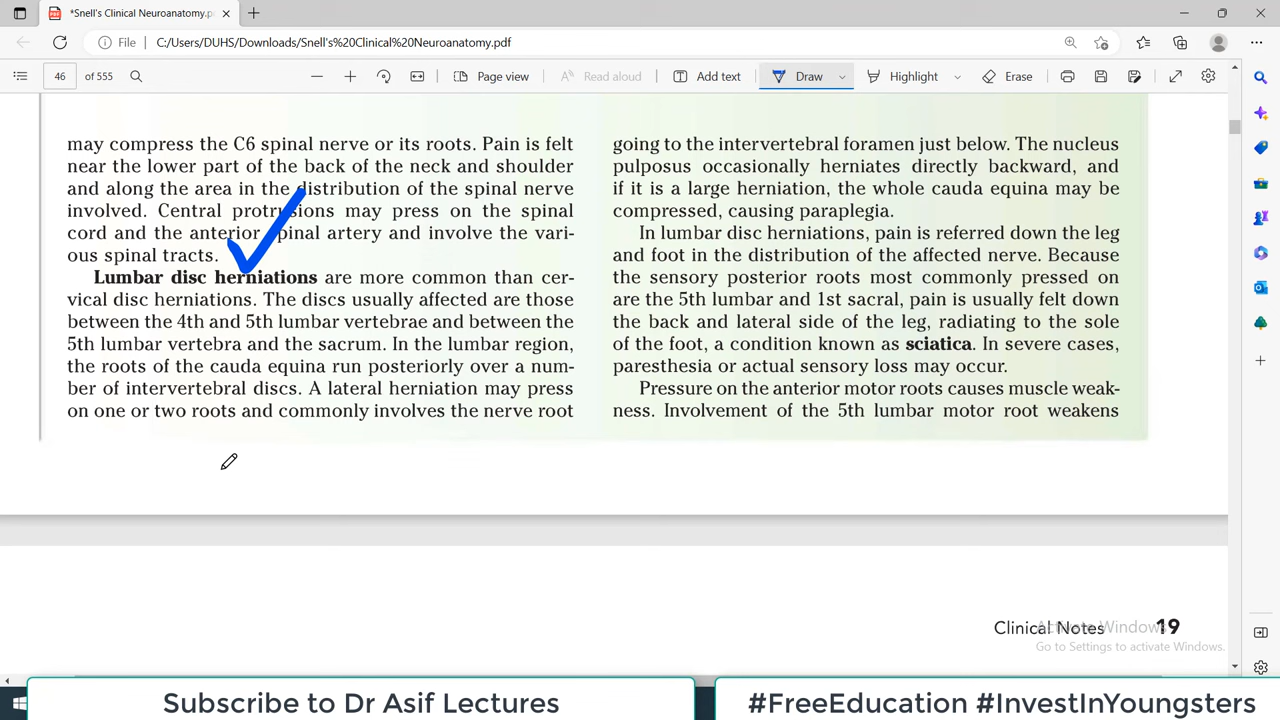 *Snell's Clinical Neuroanatomy.p
File
C:/Users/DUHS/Downloads/Snell's%20Clinical%20Neuroanatomy.pdf
46 of 555
Page view
Read aloud
Add text
Draw
Highlight
Erase
may compress the C6 spinal nerve or its roots. Pain is felt
near the lower part of the back of the neck and shoulder
and along the area in the distribution of the spinal nerve
involved. Central protrusions may press on the spinal
cord and the anterior spinal artery and involve the vari-
ous spinal tracts.
Lumbar disc herniations are more common than cer-
vical disc herniations. The discs usually affected are those
between the 4th and 5th lumbar vertebrae and between the
5th lumbar vertebra and the sacrum. In the lumbar region,
the roots of the cauda equina run posteriorly over a num-
ber of intervertebral discs. A lateral herniation may press
on one or two roots and commonly involves the nerve root
going to the intervertebral foramen just below. The nucleus
pulposus occasionally herniates directly backward, and
if it is a large herniation, the whole cauda equina may be
compressed, causing paraplegia.
In lumbar disc herniations, pain is referred down the leg
and foot in the distribution of the affected nerve. Because
the sensory posterior roots most commonly pressed on
are the 5th lumbar and 1st sacral, pain is usually felt down
the back and lateral side of the leg, radiating to the sole
of the foot, a condition known as sciatica. In severe cases,
paresthesia or actual sensory loss may occur.
Pressure on the anterior motor roots causes muscle weak-
ness. Involvement of the 5th lumbar motor root weakens
Clinical Notes 19
Activate Windows
Go to Settings to activate Windows.
Subscribe to Dr Asif Lectures
#FreeEducation #InvestInYoungsters